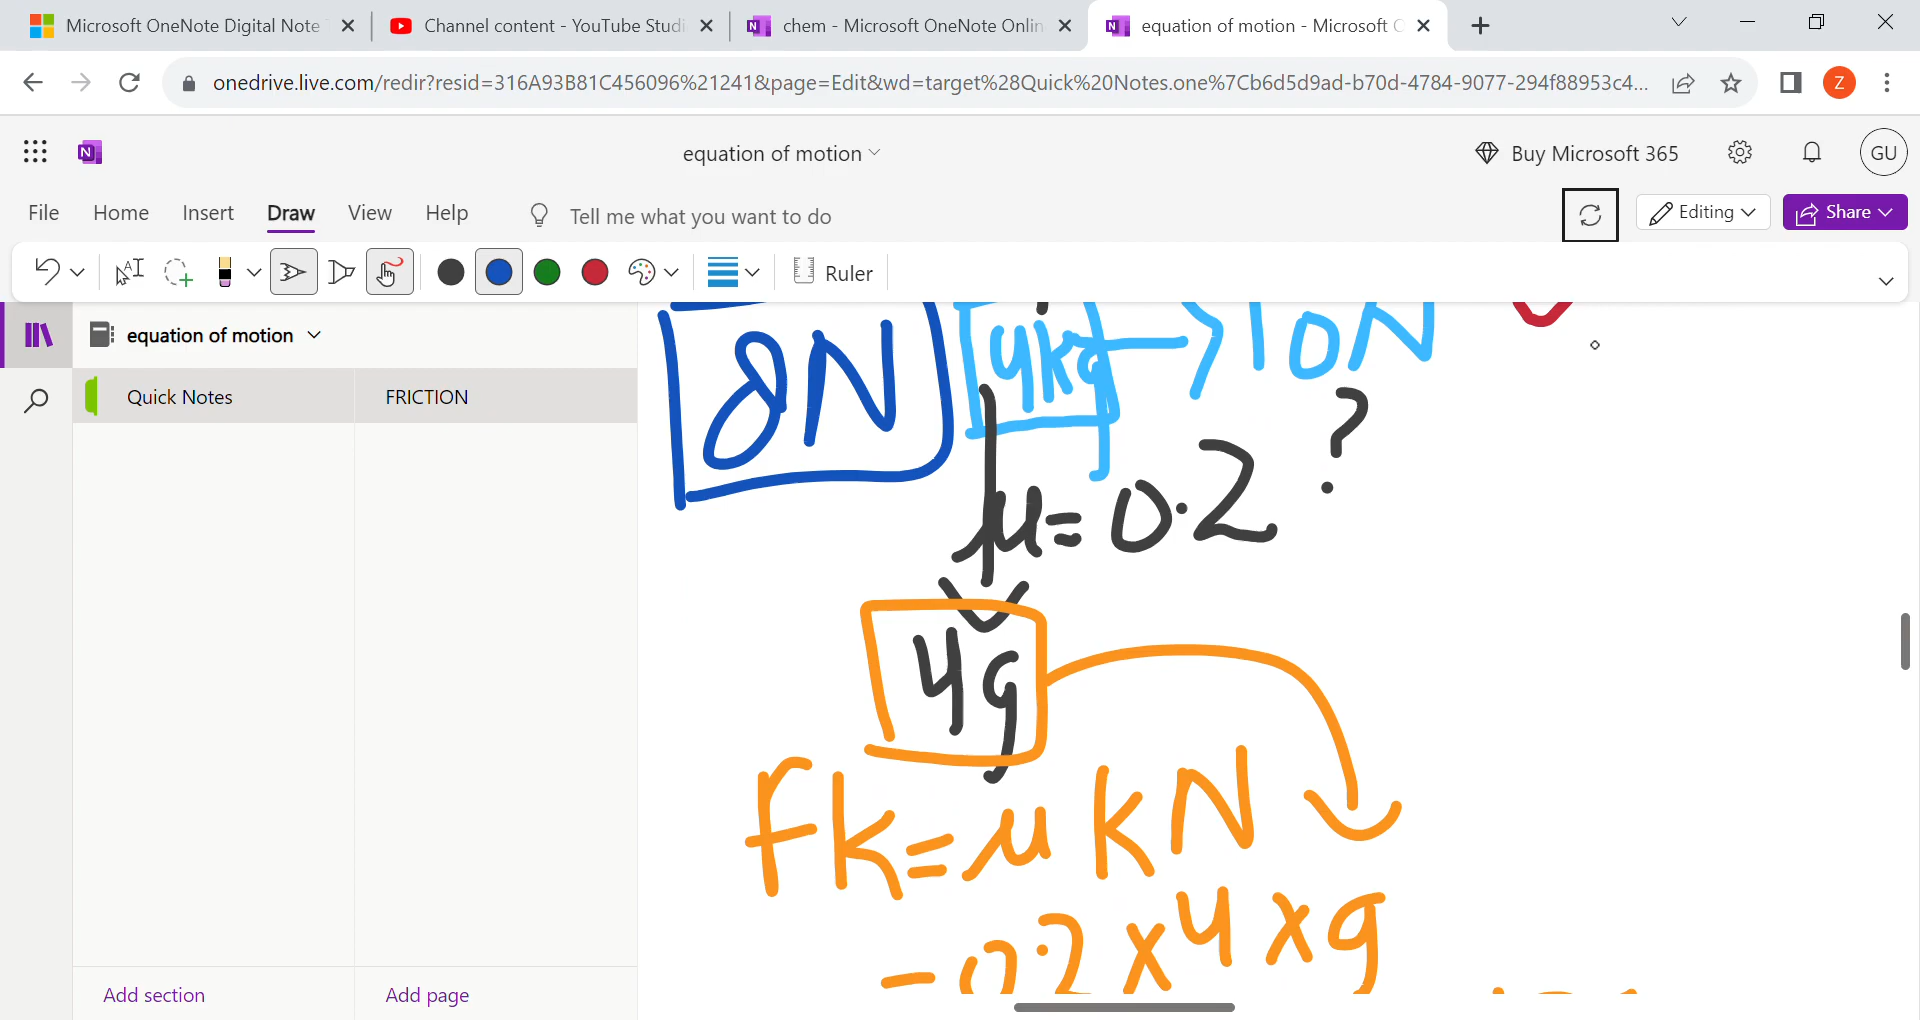 Microsoft OneNote Digital Note
Channel content - YouTube Studi
chem - Microsoft OneNote Onlin
equation of motion - Microsoft O
onedrive.live.com/redir?resid=316A93B81C456096%21241&page=Edit&wd=target%28Quick%20Notes.one%7Cb6d5d9ad-b70d-4784-9077-294f88953c4...
Z
N
equation of motion
Buy Microsoft 365
GU
File Home Insert Draw View Help
Tell me what you want to do
Editing
Share
Ruler
equation of motion
Quick Notes
FRICTION
Add section
Add page
8N
4kg
10N
μ=0.2 ?
4g
fk=μkN
=0.2x4xg